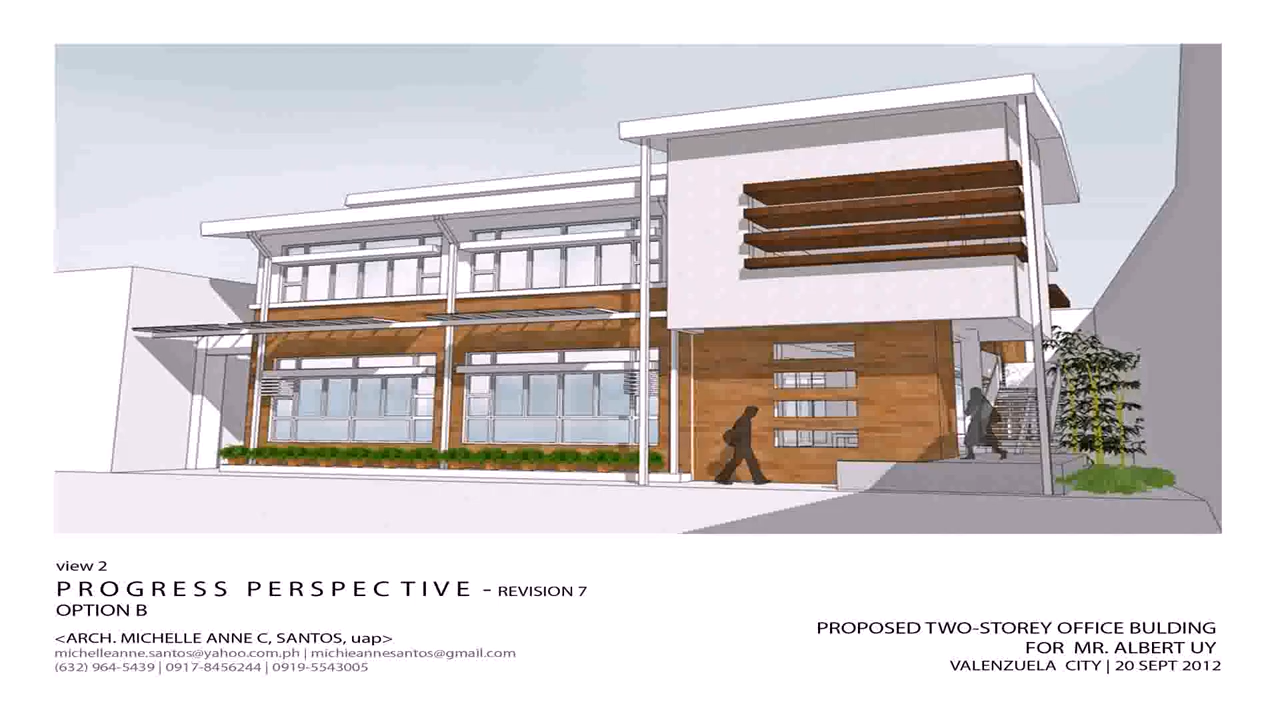 view 2
PROGRESS PERSPECTIVE - REVISION 7
OPTION B
<ARCH. MICHELLE ANNE C, SANTOS, uap>
michelleanne.santos@yahoo.com.ph | michieannesantos@gmail.com
(632) 964-5439 | 0917-8456244 | 0919-5543005
PROPOSED TWO-STOREY OFFICE BULDING
FOR MR. ALBERT UY
VALENZUELA CITY | 20 SEPT 2012